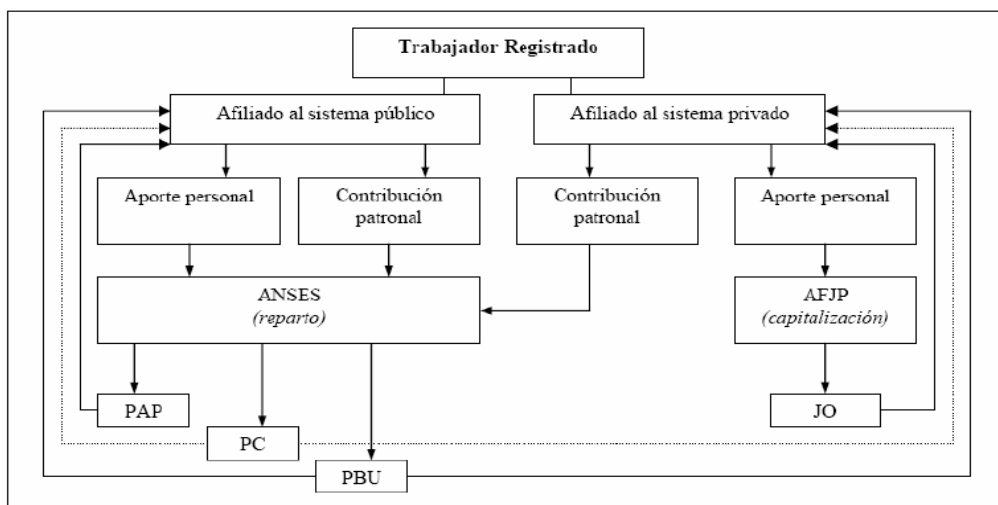 Trabajador Registrado
Afiliado al sistema público
Afiliado al sistema privado
Aporte personal
Contribución
patronal
Contribución
patronal
Aporte personal
ANSES
(reparto)
AFJP
(capitalización)
PAP
JO
PC
PBU